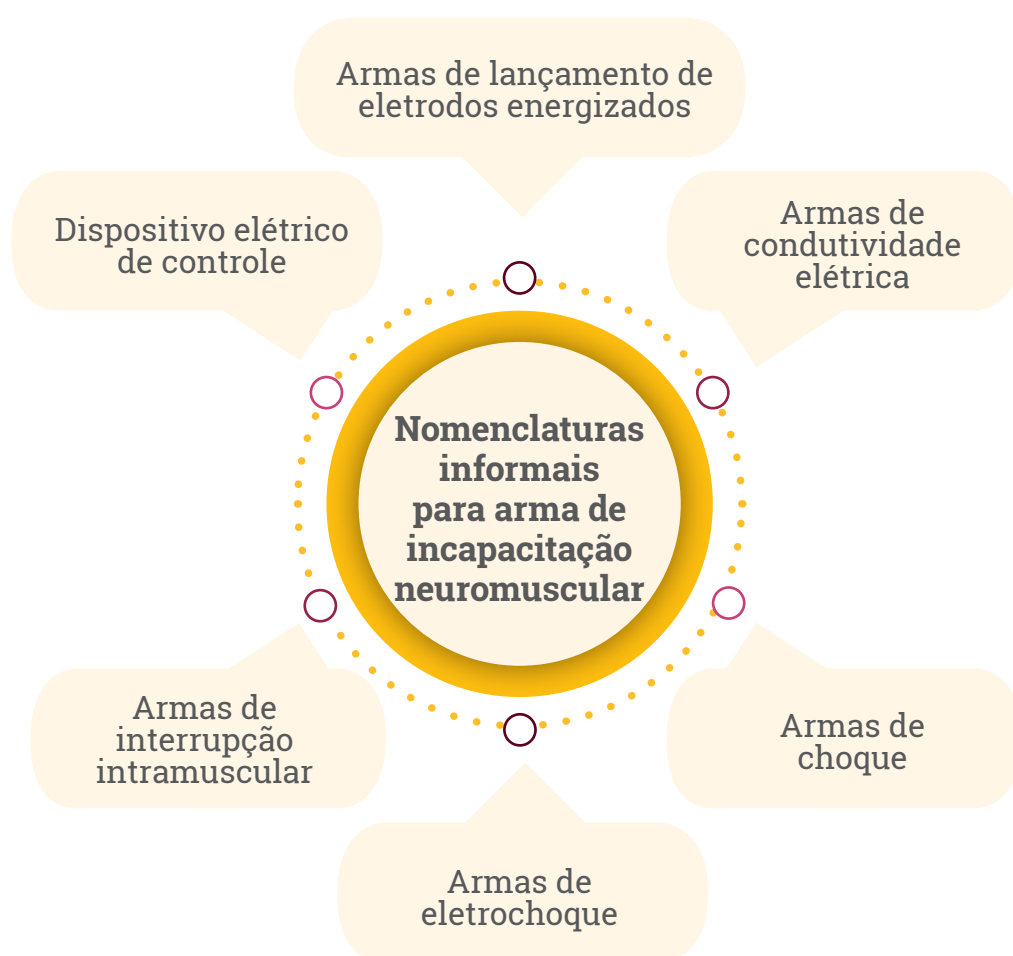 Armas de lançamento de
eletrodos energizados
Dispositivo elétrico
de controle
Armas de
condutividade
elétrica
Nomenclaturas
informais
para arma de
incapacitação
neuromuscular
Armas de
interrupção
intramuscular
Armas de
choque
Armas de
eletrochoque